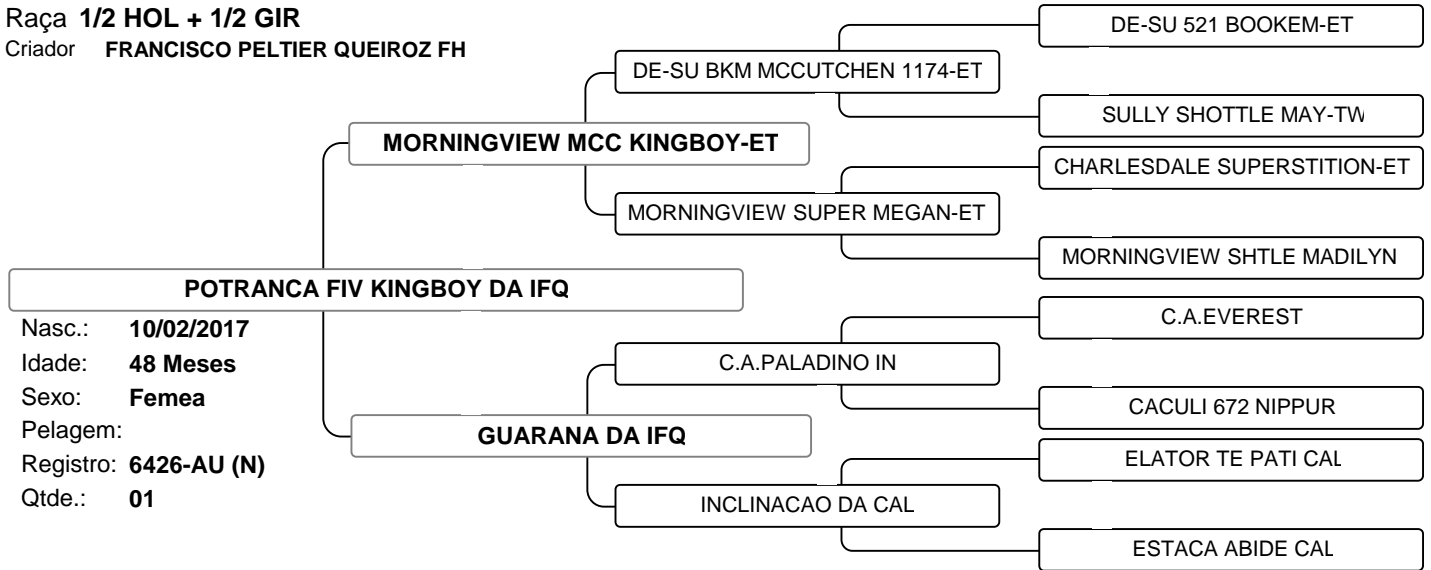 Raça 1/2 HOL + 1/2 GIR
Criador FRANCISCO PELTIER QUEIROZ FH
DE-SU 521 BOOKEM-ET
DE-SU BKM MCCUTCHEN 1174-ET
SULLY SHOTTLE MAY-TW
MORNINGVIEW MCC KINGBOY-ET
CHARLESDALE SUPERSTITION-ET
MORNINGVIEW SUPER MEGAN-ET
MORNINGVIEW SHTLE MADILYN
POTRANCA FIV KINGBOY DA IFQ
Nasc.: 10/02/2017
Idade: 48 Meses
Sexo: Femea
Pelagem:
Registro: 6426-AU (N)
Qtde.: 01
C.A.EVEREST
C.A.PALADINO IN
CACULI 672 NIPPUR
GUARANA DA IFQ
ELATOR TE PATI CAL
INCLINACAO DA CAL
ESTACA ABIDE CAL